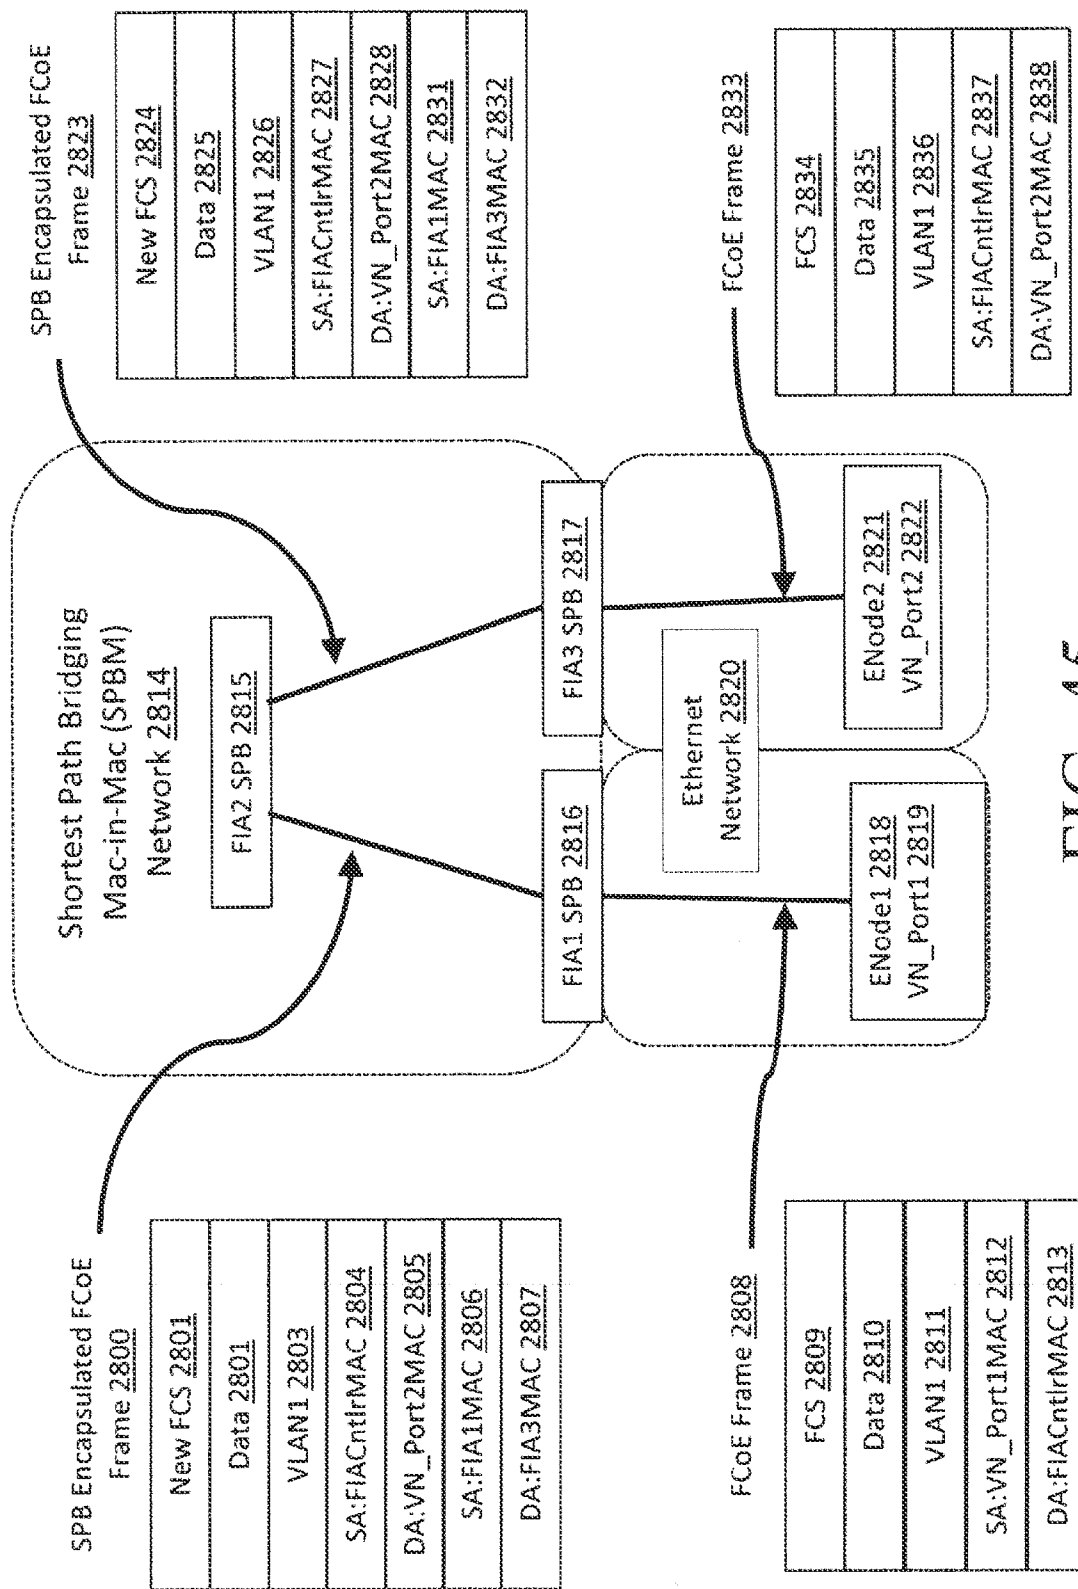 SPB Encapsulated FCoE
Frame 2800
New FCS 2801
Data 2801
VLAN1 2803
SA:FIACntlrMAC 2804
DA:VN_Port2MAC 2805
SA:FIA1MAC 2806
DA:FIA3MAC 2807
Shortest Path Bridging
Mac-in-Mac (SPBM)
Network 2814
FIA2 SPB 2815
FIA1 SPB 2816
FIA3 SPB 2817
SPB Encapsulated FCoE
Frame 2823
New FCS 2824
Data 2825
VLAN1 2826
SA:FIACntlrMAC 2827
DA:VN_Port2MAC 2828
SA:FIA1MAC 2831
DA:FIA3MAC 2832
FCoE Frame 2808
FCS 2809
Data 2810
VLAN1 2811
SA:VN_Port1MAC 2812
DA:FIACntlrMAC 2813
Ethernet
Network 2820
ENode1 2818
VN_Port1 2819
ENode2 2821
VN_Port2 2822
FCoE Frame 2833
FCS 2834
Data 2835
VLAN1 2836
SA:FIACntlrMAC 2837
DA:VN_Port2MAC 2838